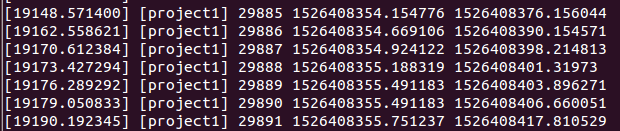 [19148.571400] [project1] 29885 1526408354.154776 1526408376.156044
[19162.558621] [project1] 29886 1526408354.669106 1526408390.154571
[19170.612384] [project1] 29887 1526408354.924122 1526408398.214813
[19173.427294] [project1] 29888 1526408355.188319 1526408401.31973
[19176.289292] [project1] 29889 1526408355.491183 1526408403.896271
[19179.050833] [project1] 29890 1526408355.491183 1526408406.660051
[19190.192345] [project1] 29891 1526408355.751237 1526408417.810529